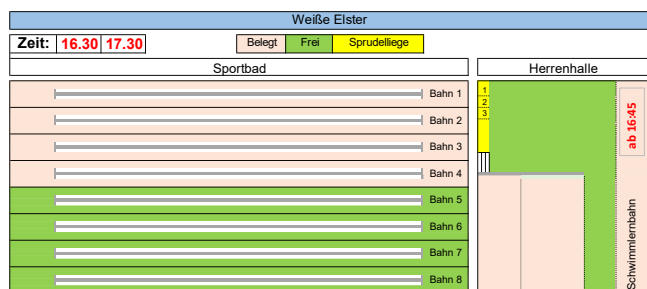 Weiße Elster
Zeit: 16.30 17.30 Belegt Frei Sprudelliege
Sportbad
Herrenhalle
Bahn 1
Bahn 2
Bahn 3
Bahn 4
Bahn 5
Bahn 6
Bahn 7
Bahn 8
1
2
3
ab 16:45
Schwimmlernbahn